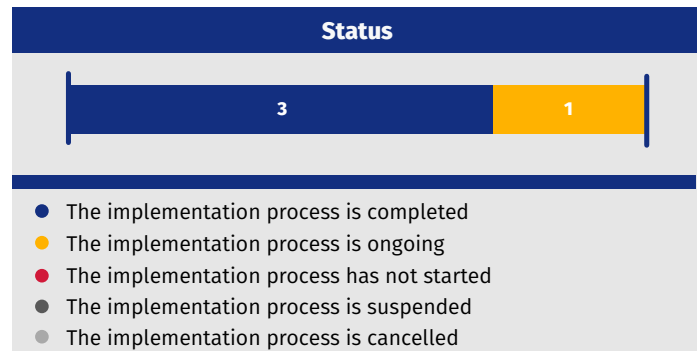 Status
3 1
The implementation process is completed
The implementation process is ongoing
The implementation process has not started
The implementation process is suspended
The implementation process is cancelled